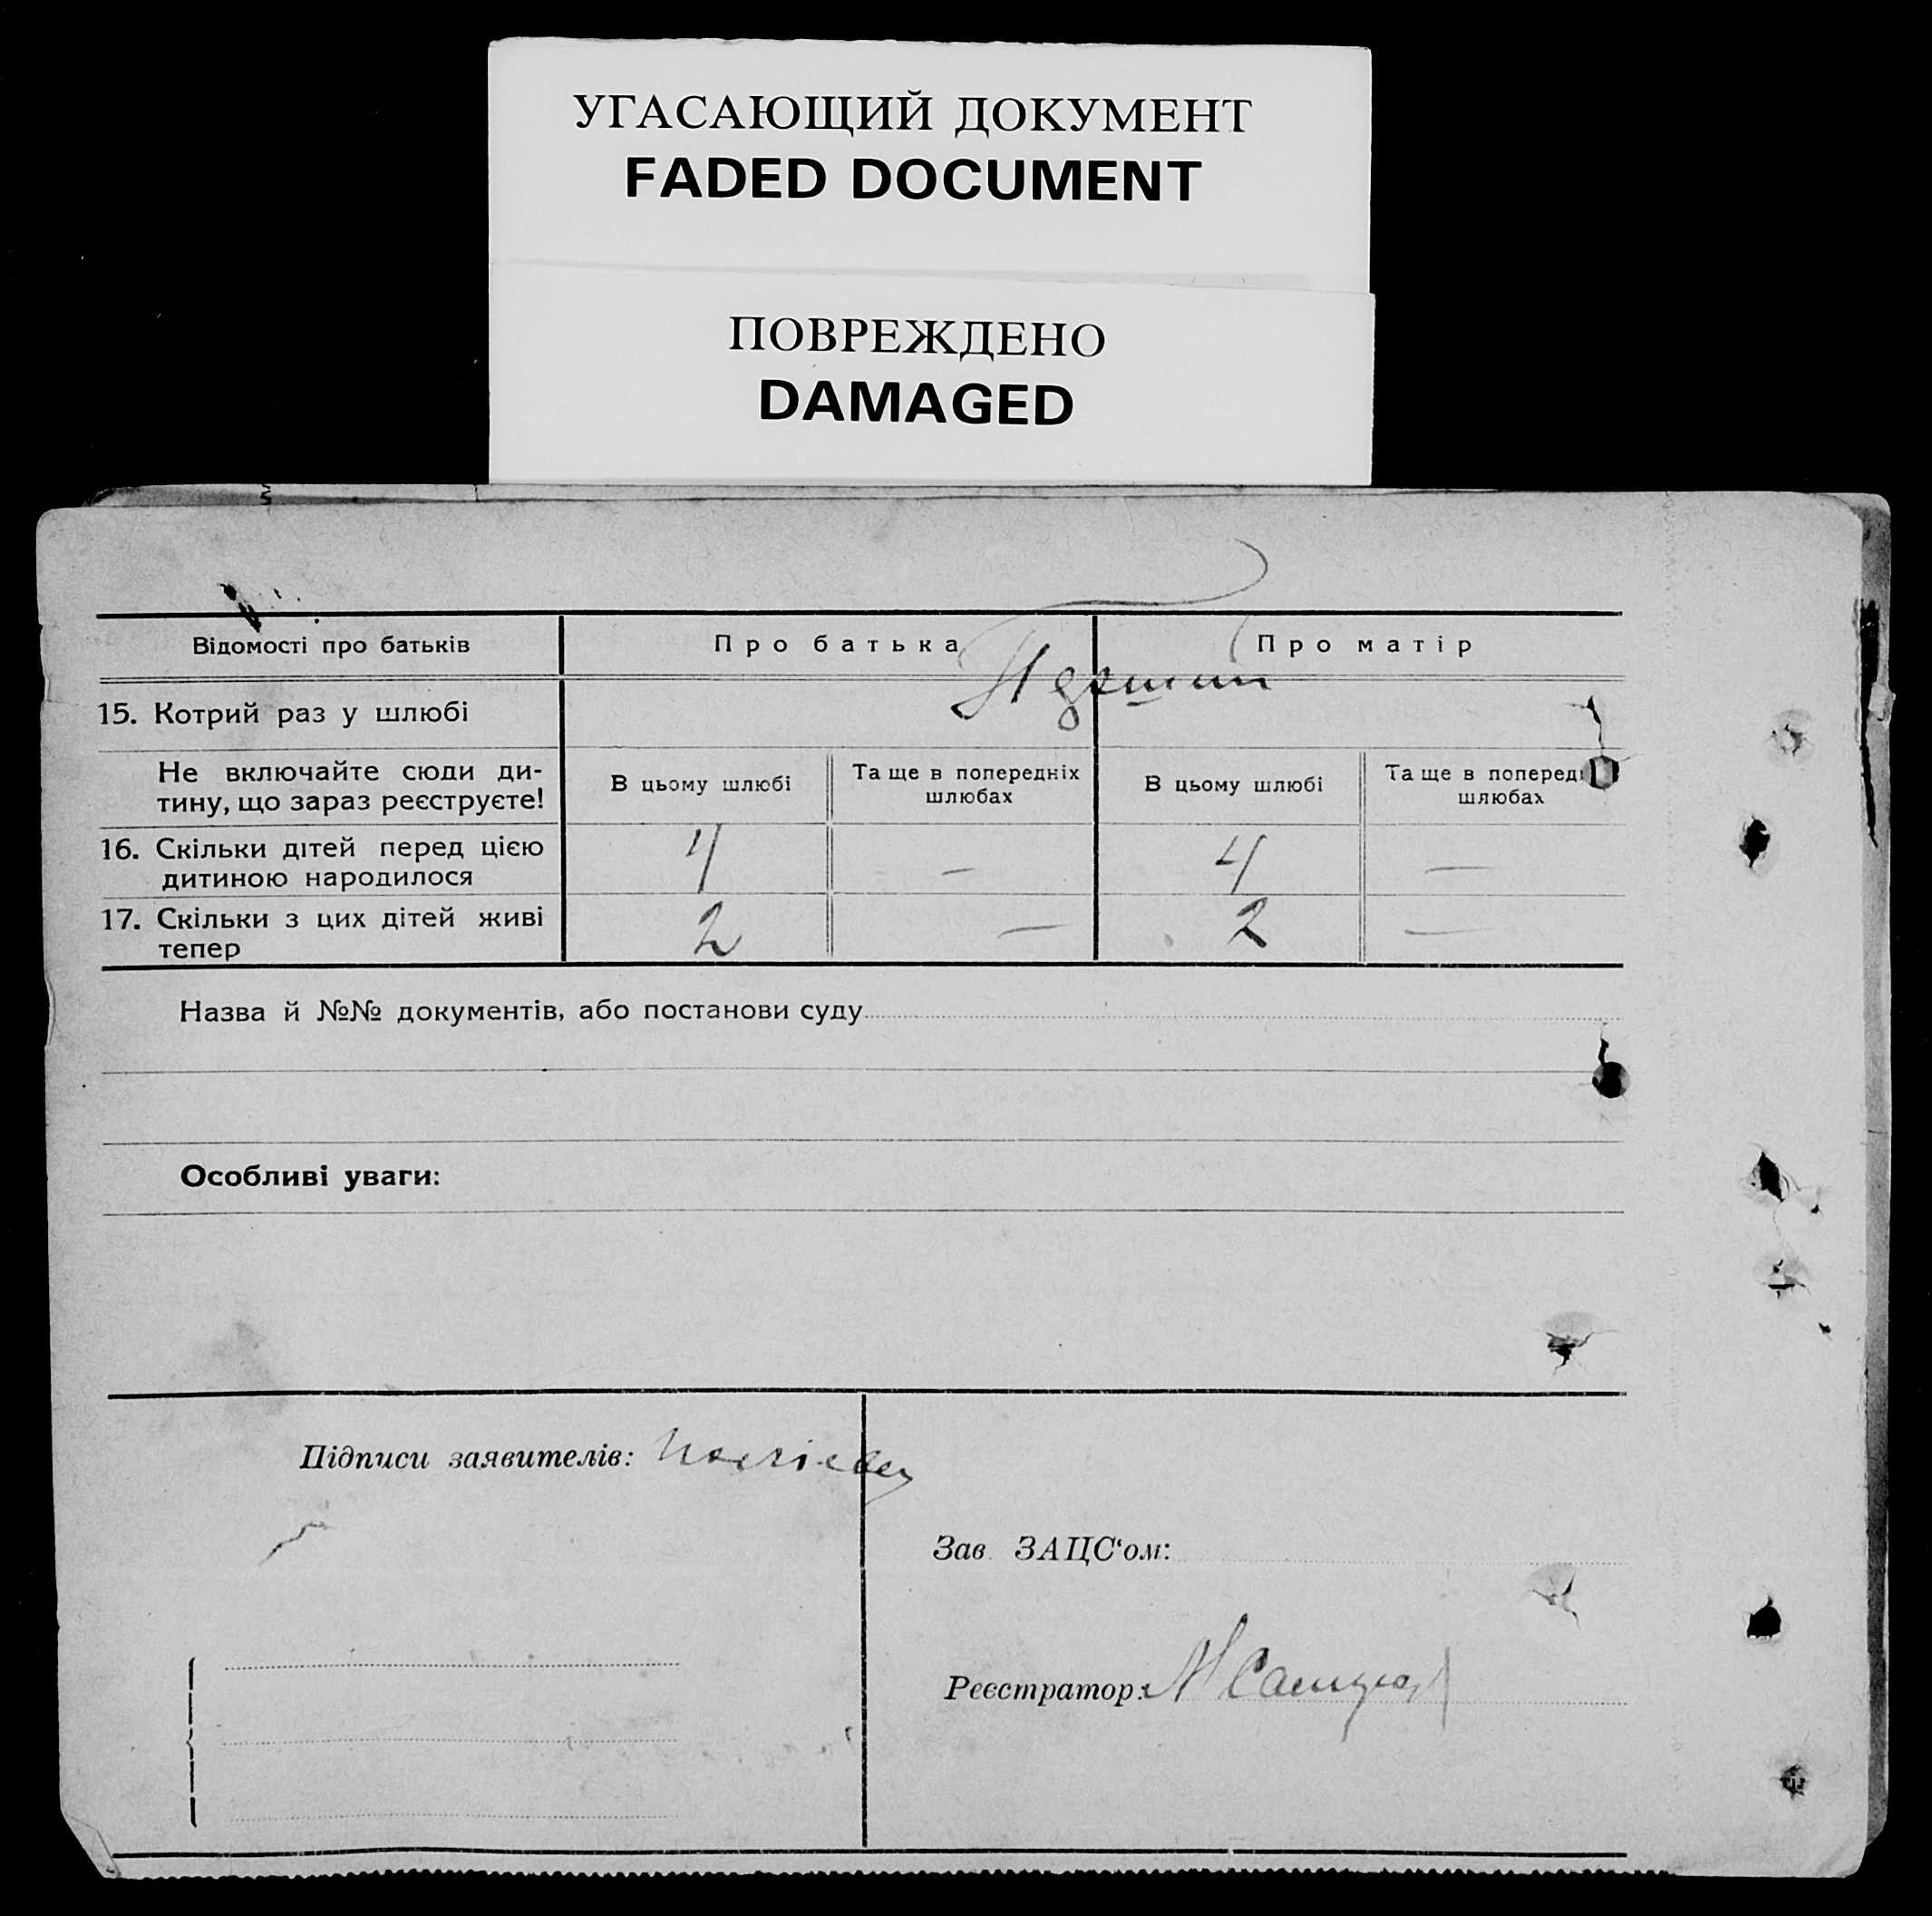 УГАСАЮЩИЙ ДОКУМЕНТ
FADED DOCUMENT
ПОВРЕЖДЕНО
DAMAGED
Відомості про батьків
Про батька
Про матір
15. Котрий раз у шлюбі
Не включайте сюди ди-
тину, що зараз реєструєте!
В цьому шлюбі
Та ще в попередніх
шлюбах
В цьому шлюбі
Та ще в
шлюбах
16. Скільки дітей перед цією
дитиною народилося
4 — 4 —
17. Скільки з цих дітей живі
тепер
2 — 2 —
Назва й №№ документів, або постанови суду
Особливі уваги:
Підписи заявителів:
Зав. ЗАЦС‘ом:
Реєстратор: